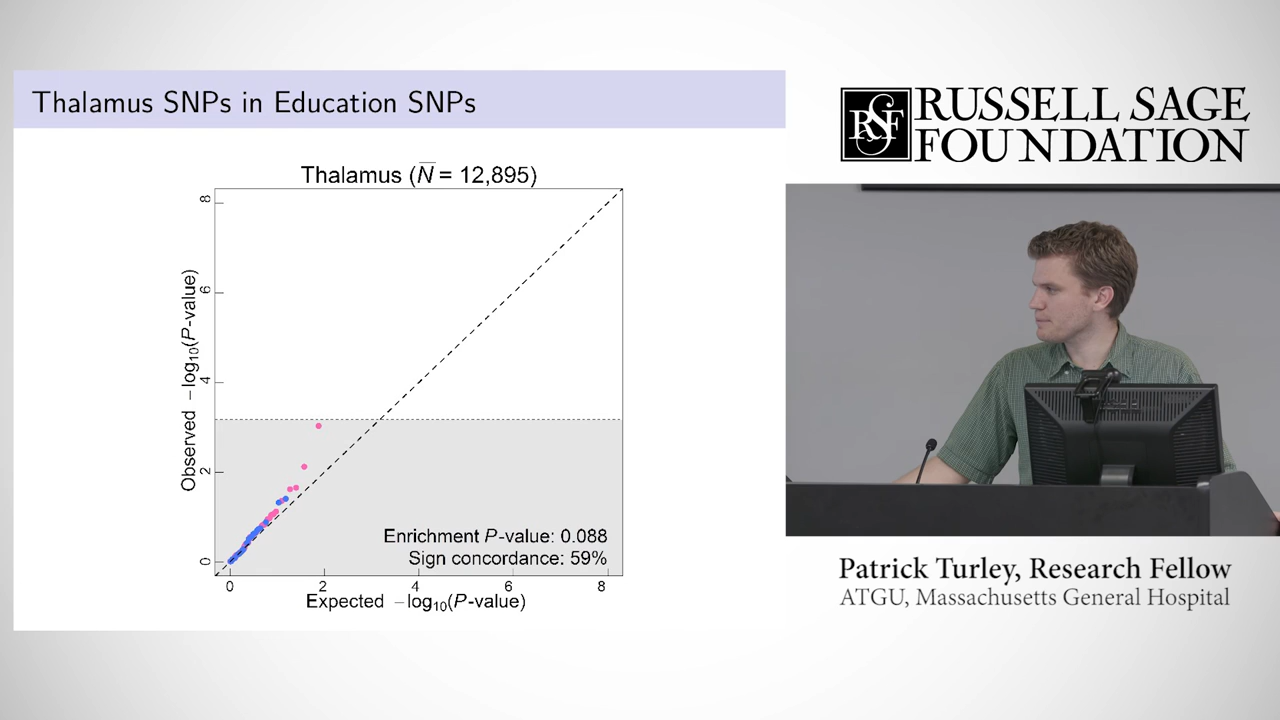 Thalamus SNPs in Education SNPs
Thalamus (N̅ = 12,895)
Observed −log10(P-value)
8
6
4
2
0
Enrichment P-value: 0.088
Sign concordance: 59%
0 2 4 6 8
Expected −log10(P-value)
RSF
RUSSELL SAGE
FOUNDATION
Patrick Turley, Research Fellow
ATGU, Massachusetts General Hospital